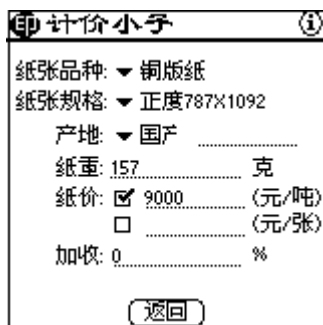 印 计价小子 i
纸张品种: 铜版纸
纸张规格: 正度787X1092
产地: 国产
纸重: 157 克
纸价: 9000 (元/吨)
(元/张)
加收: 0 %
返回